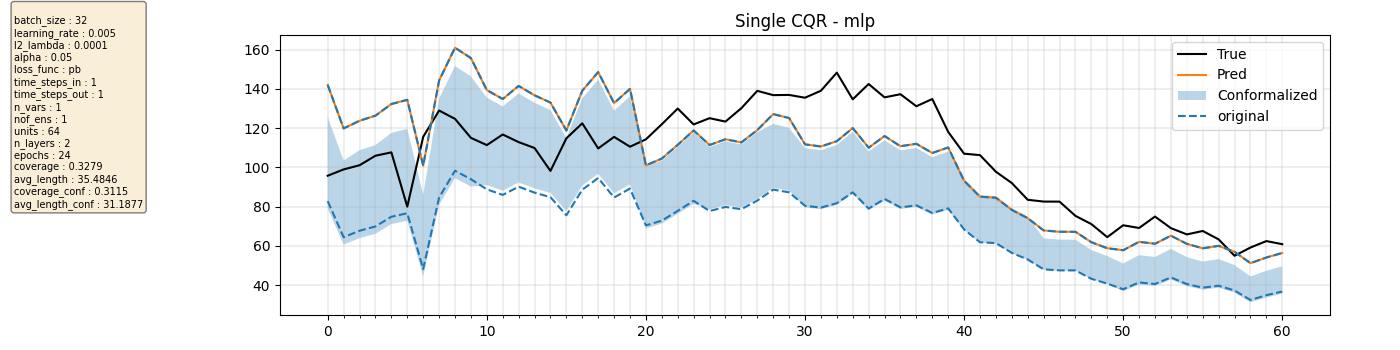 batch_size : 32
learning_rate : 0.005
l2_lambda : 0.0001
alpha : 0.05
loss_func : pb
time_steps_in : 1
time_steps_out : 1
n_vars : 1
nof_ens : 1
units : 64
n_layers : 2
epochs : 24
coverage : 0.3279
avg_length : 35.4846
coverage_conf : 0.3115
avg_length_conf : 31.1877
Single CQR - mlp
160
140
120
100
80
60
40
True
Pred
Conformalized
original
0 10 20 30 40 50 60